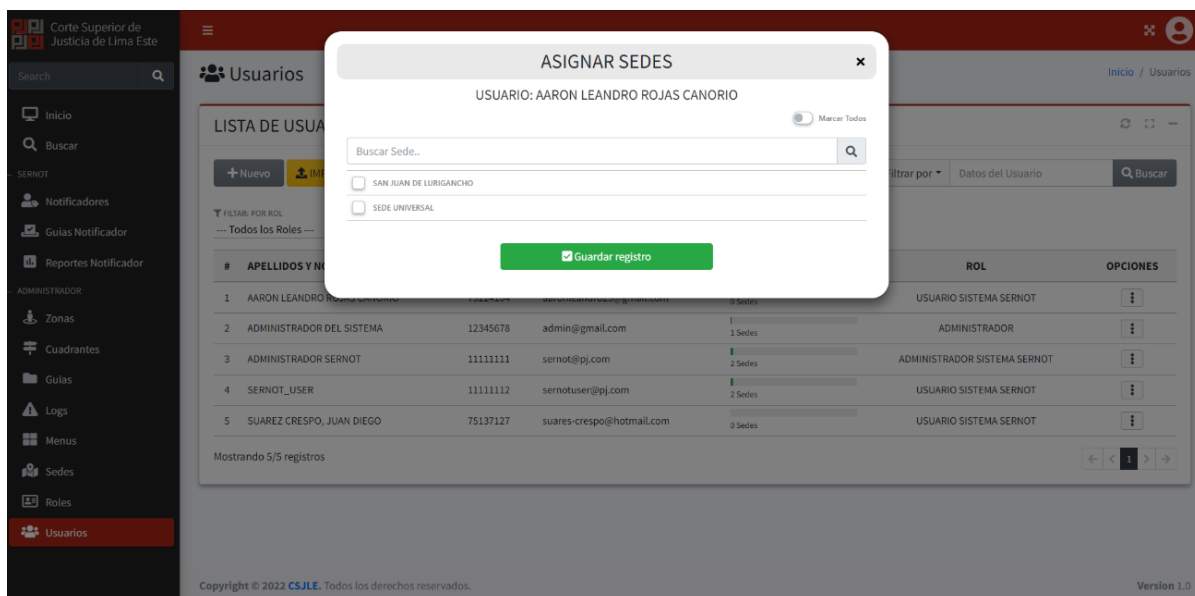 Corte Superior de
Justicia de Lima Este
Search
Inicio
Buscar
SERNOT
Notificadores
Guias Notificador
Reportes Notificador
ADMINISTRADOR
Zonas
Cuadrantes
Guias
Logs
Menus
Sedes
Roles
Usuarios
Usuarios
Inicio / Usuarios
ASIGNAR SEDES
USUARIO: AARON LEANDRO ROJAS CANORIO
Marcar Todos
Buscar Sede..
SAN JUAN DE LURIGANCHO
SEDE UNIVERSAL
Guardar registro
LISTA DE USUA
Nuevo
iltrar por Datos del Usuario Buscar
FILTAR: POR ROL
--- Todos los Roles ---
# APELLIDOS Y ROL OPCIONES
1 AARON LEANDRO ROJAS CANORIO 0 Sedes USUARIO SISTEMA SERNOT
2 ADMINISTRADOR DEL SISTEMA 12345678 admin@gmail.com 1 Sedes ADMINISTRADOR
3 ADMINISTRADOR SERNOT 11111111 sernot@pj.com 2 Sedes ADMINISTRADOR SISTEMA SERNOT
4 SERNOT_USER 11111112 sernotuser@pj.com 2 Sedes USUARIO SISTEMA SERNOT
5 SUAREZ CRESPO, JUAN DIEGO 75137127 suares-crespo@hotmail.com 0 Sedes USUARIO SISTEMA SERNOT
Mostrando 5/5 registros
1
Copyright © 2022 CSJLE. Todos los derechos reservados.
Version 1.0